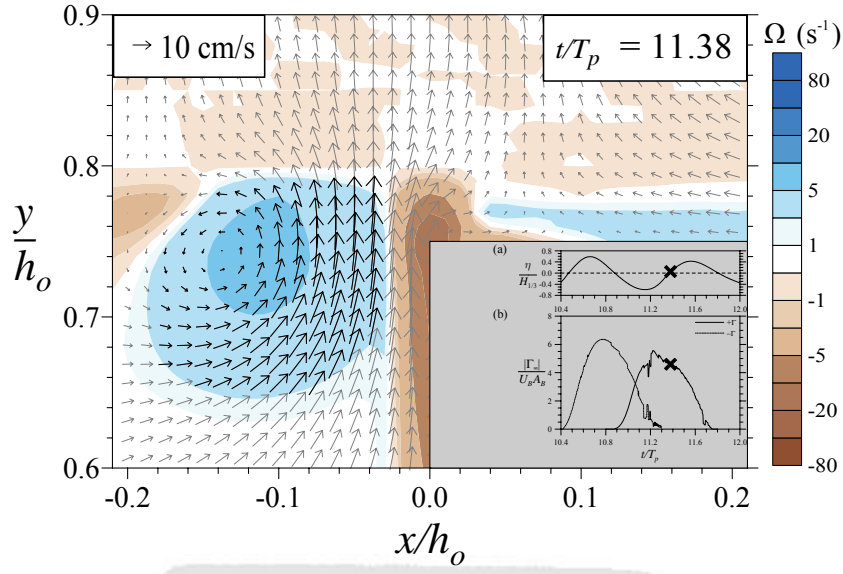 0.9
0.8
0.7
0.6
y
h_o
→ 10 cm/s
t/T_p = 11.38
Ω (s^-1)
80
20
5
1
-1
-5
-20
-80
(a)
η
H_1/3
0.8
0.4
0.0
-0.4
-0.8
10.4 10.8 11.2 11.6 12.0
(b)
|Γ_∞|
U_B A_B
8
6
4
2
0
+Γ
−Γ
10.4 10.8 11.2 11.6 12.0
t/T_p
-0.2 -0.1 0.0 0.1 0.2
x/h_o